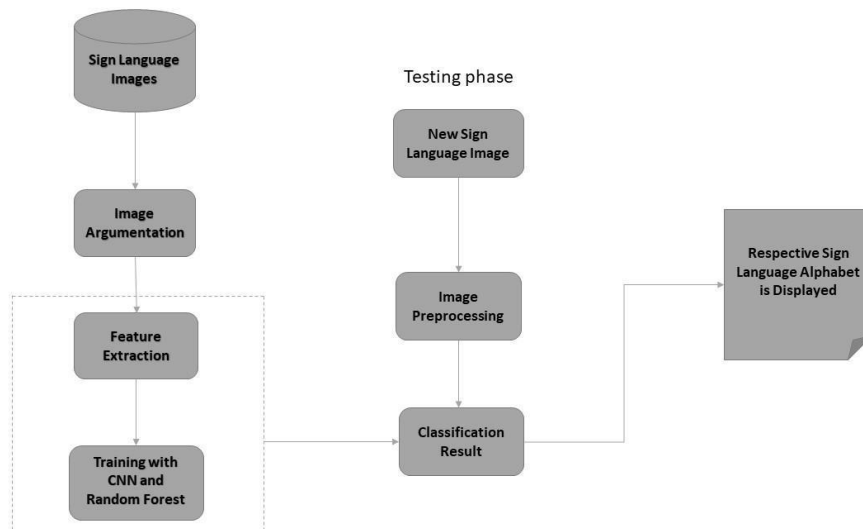 Sign Language
Images
Image
Argumentation
Feature
Extraction
Training with
CNN and
Random Forest
Testing phase
New Sign
Language Image
Image
Preprocessing
Classification
Result
Respective Sign
Language Alphabet
is Displayed